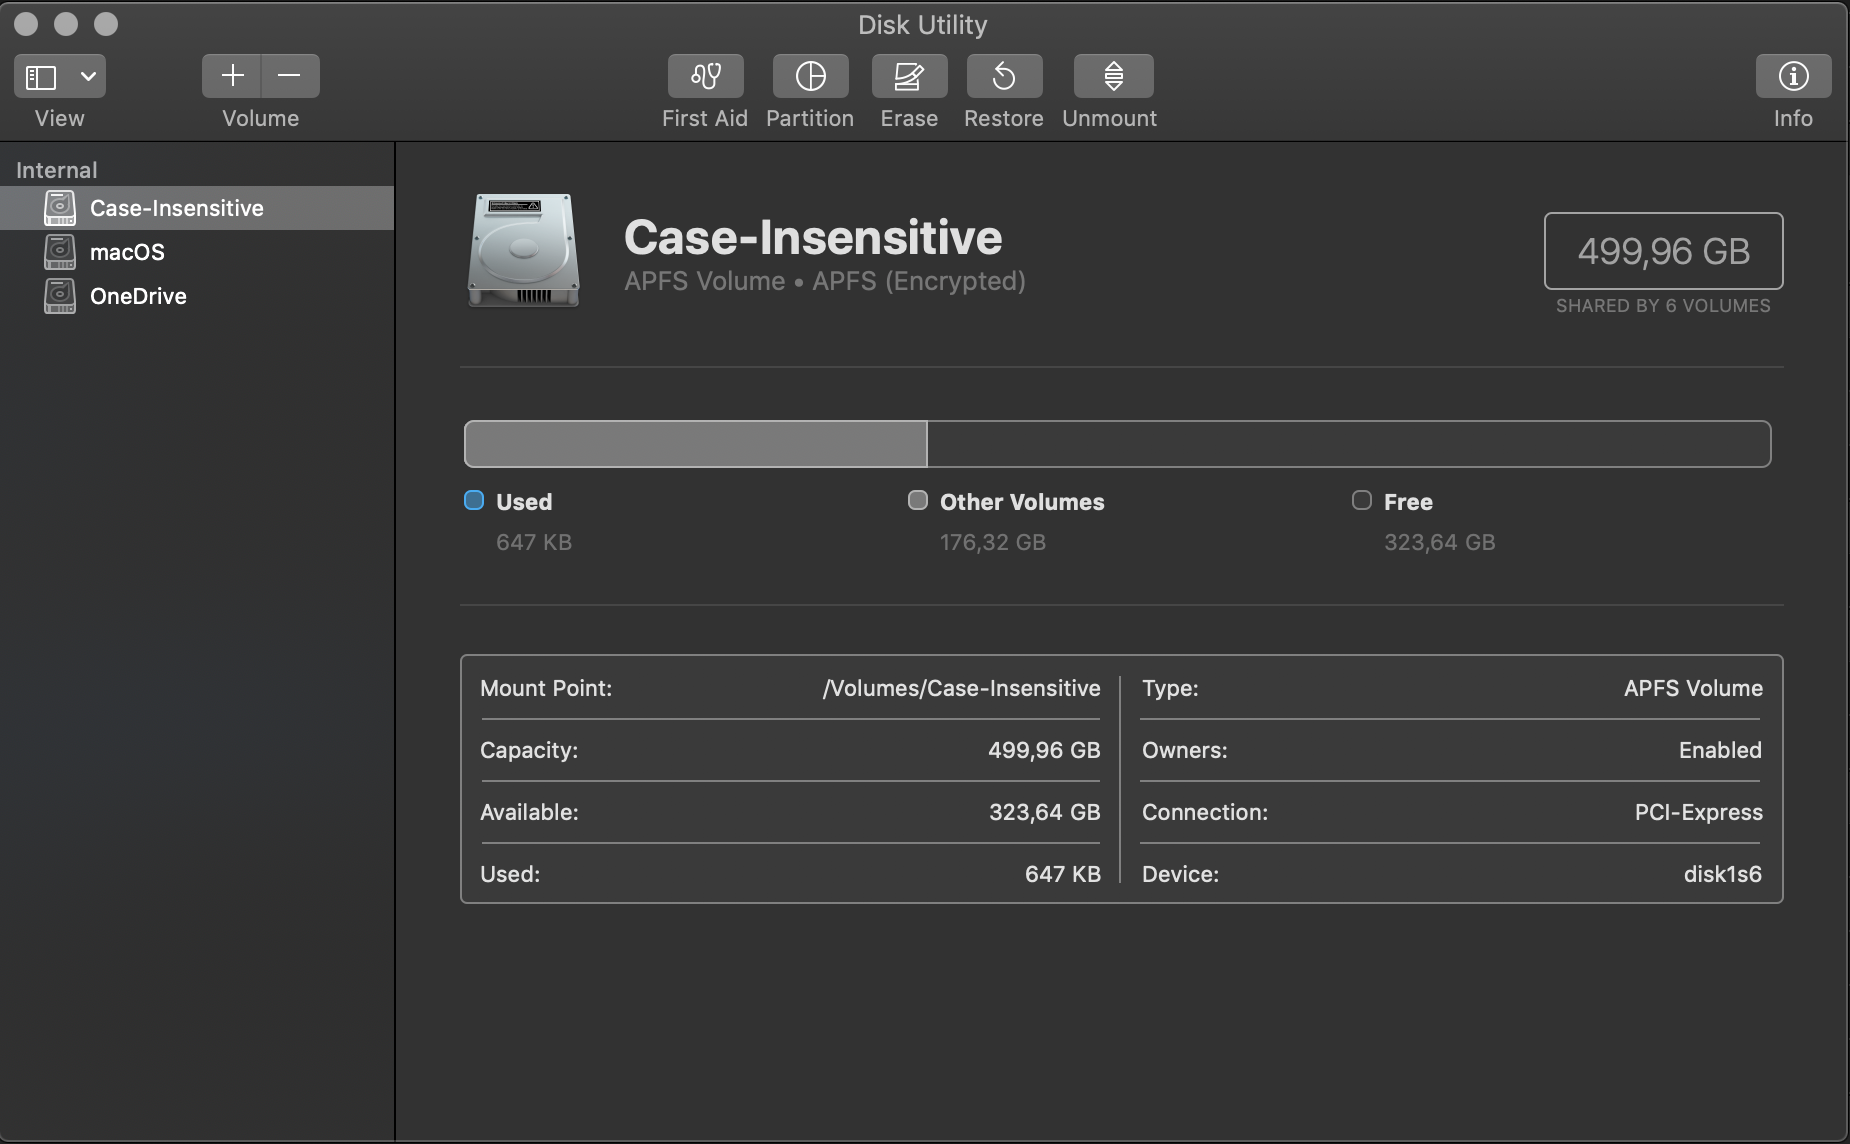 Disk Utility
View
Volume
First Aid
Partition
Erase
Restore
Unmount
Info
Internal
Case-Insensitive
macOS
OneDrive
Case-Insensitive
APFS Volume • APFS (Encrypted)
499,96 GB
SHARED BY 6 VOLUMES
Used
647 KB
Other Volumes
176,32 GB
Free
323,64 GB
Mount Point: /Volumes/Case-Insensitive
Capacity: 499,96 GB
Available: 323,64 GB
Used: 647 KB
Type: APFS Volume
Owners: Enabled
Connection: PCI-Express
Device: disk1s6